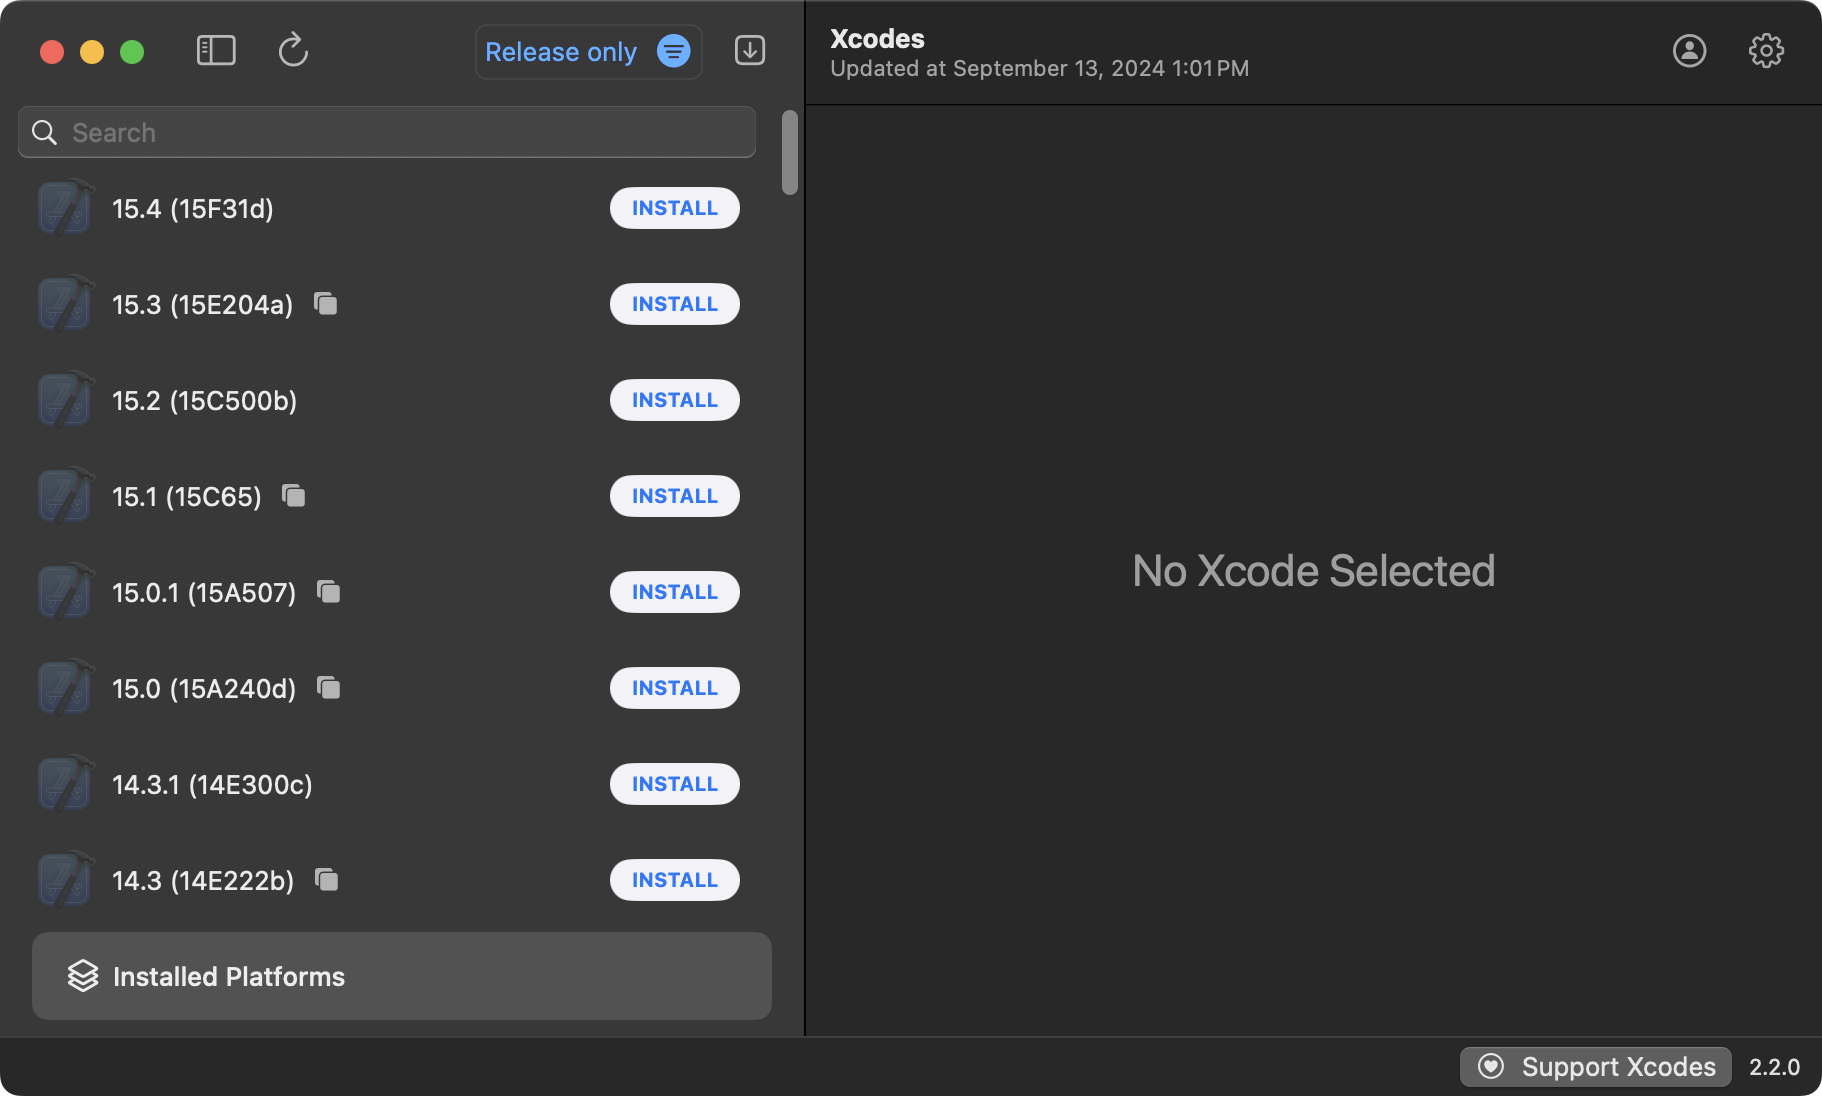 Release only
Xcodes
Updated at September 13, 2024 1:01 PM
Search
15.4 (15F31d)
INSTALL
15.3 (15E204a)
INSTALL
15.2 (15C500b)
INSTALL
15.1 (15C65)
INSTALL
15.0.1 (15A507)
INSTALL
15.0 (15A240d)
INSTALL
14.3.1 (14E300c)
INSTALL
14.3 (14E222b)
INSTALL
Installed Platforms
No Xcode Selected
Support Xcodes
2.2.0